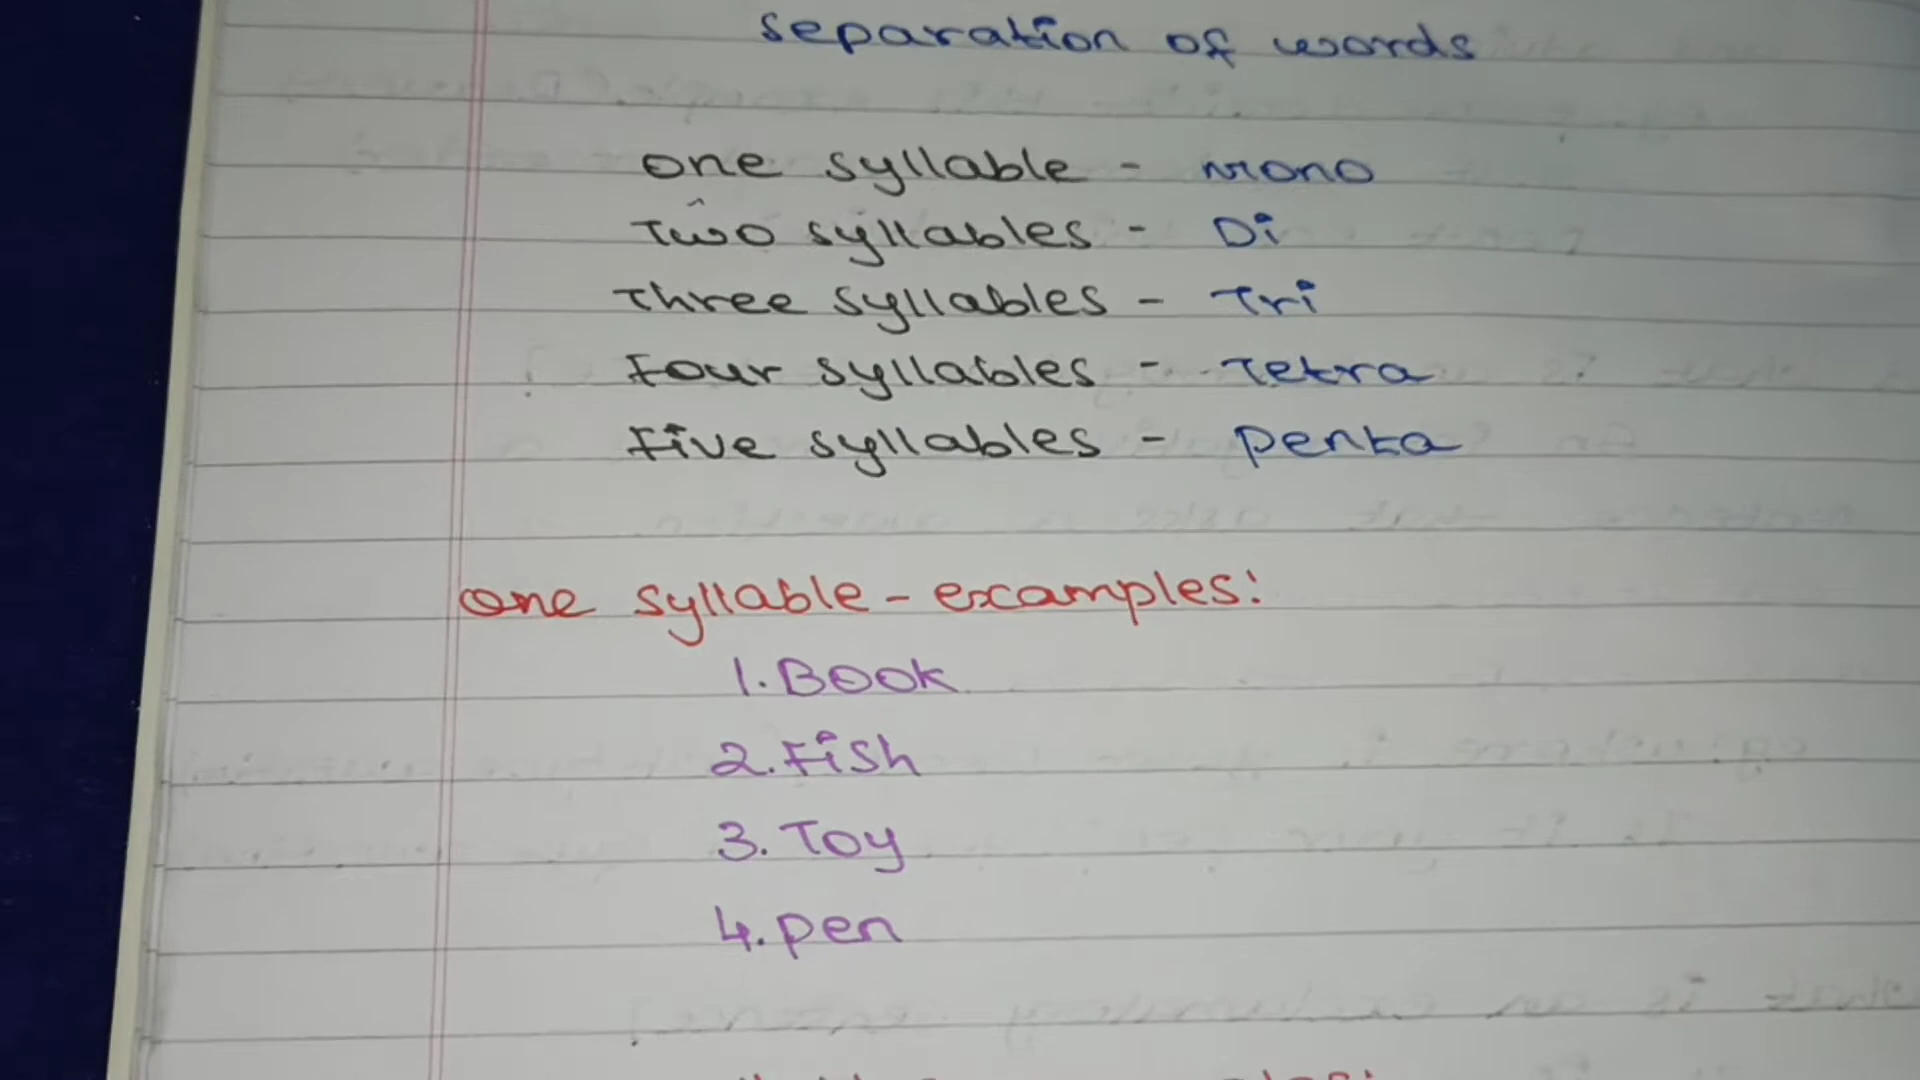 separation of words
one syllable - mono
Two syllables - Di
Three syllables - Tri
Four syllables - Tetra
Five syllables - penta
one syllable - examples:
1. Book
2. Fish
3. Toy
4. pen